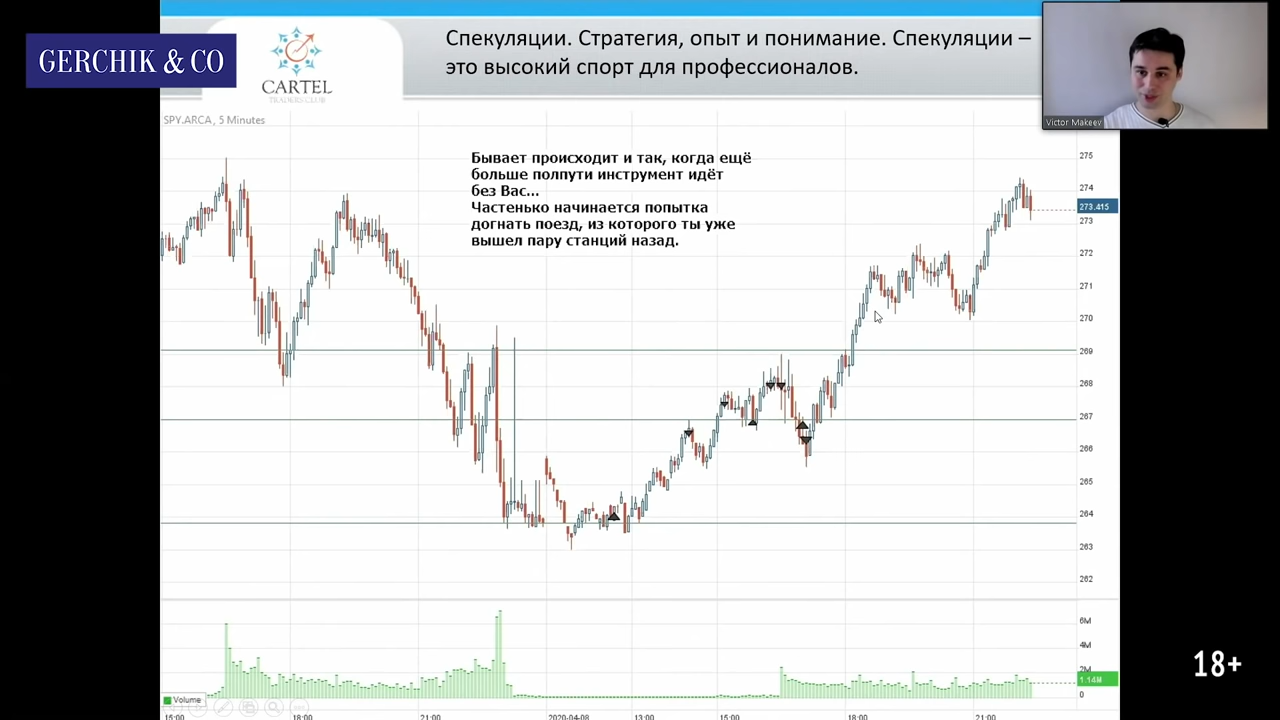 GERCHIK & CO
CARTEL
TRADERS CLUB
Спекуляции. Стратегия, опыт и понимание. Спекуляции –
это высокий спорт для профессионалов.
Victor Makeev
SPY.ARCA, 5 Minutes
Бывает происходит и так, когда ещё
больше полпути инструмент идёт
без Вас...
Частенько начинается попытка
догнать поезд, из которого ты уже
вышел пару станций назад.
275
274
273.415
273
272
271
270
269
268
267
266
265
264
263
262
6M
4M
2M
1.14M
0
Volume
15:00 18:00 21:00 2020-04-08 13:00 15:00 18:00 21:00
18+